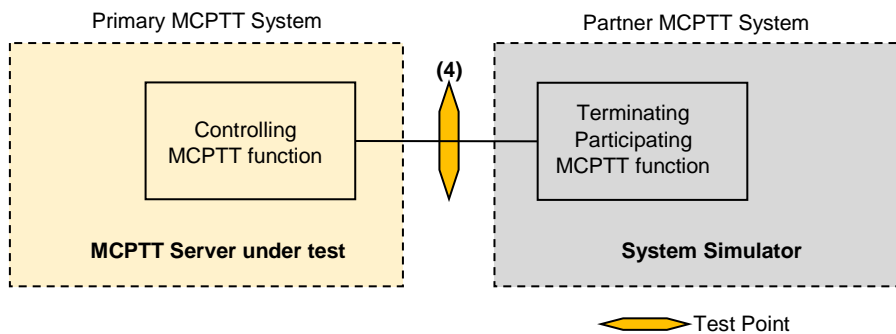 Primary MCPTT System
Partner MCPTT System
(4)
Controlling
MCPTT function
Terminating
Participating
MCPTT function
MCPTT Server under test
System Simulator
Test Point